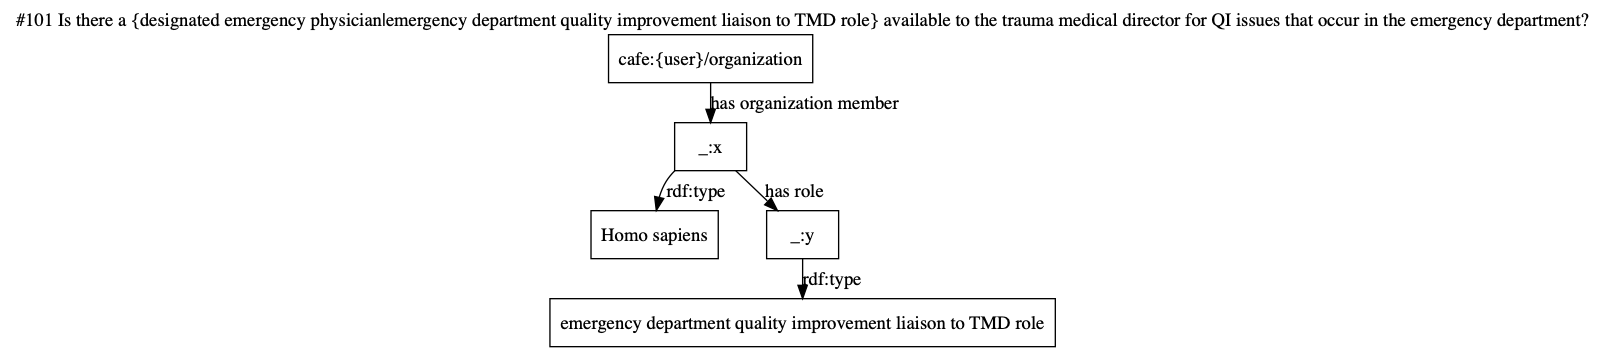 #101 Is there a {designated emergency physician|emergency department quality improvement liaison to TMD role} available to the trauma medical director for QI issues that occur in the emergency department?
cafe:{user}/organization
has organization member
_:x
rdf:type
has role
Homo sapiens
_:y
rdf:type
emergency department quality improvement liaison to TMD role